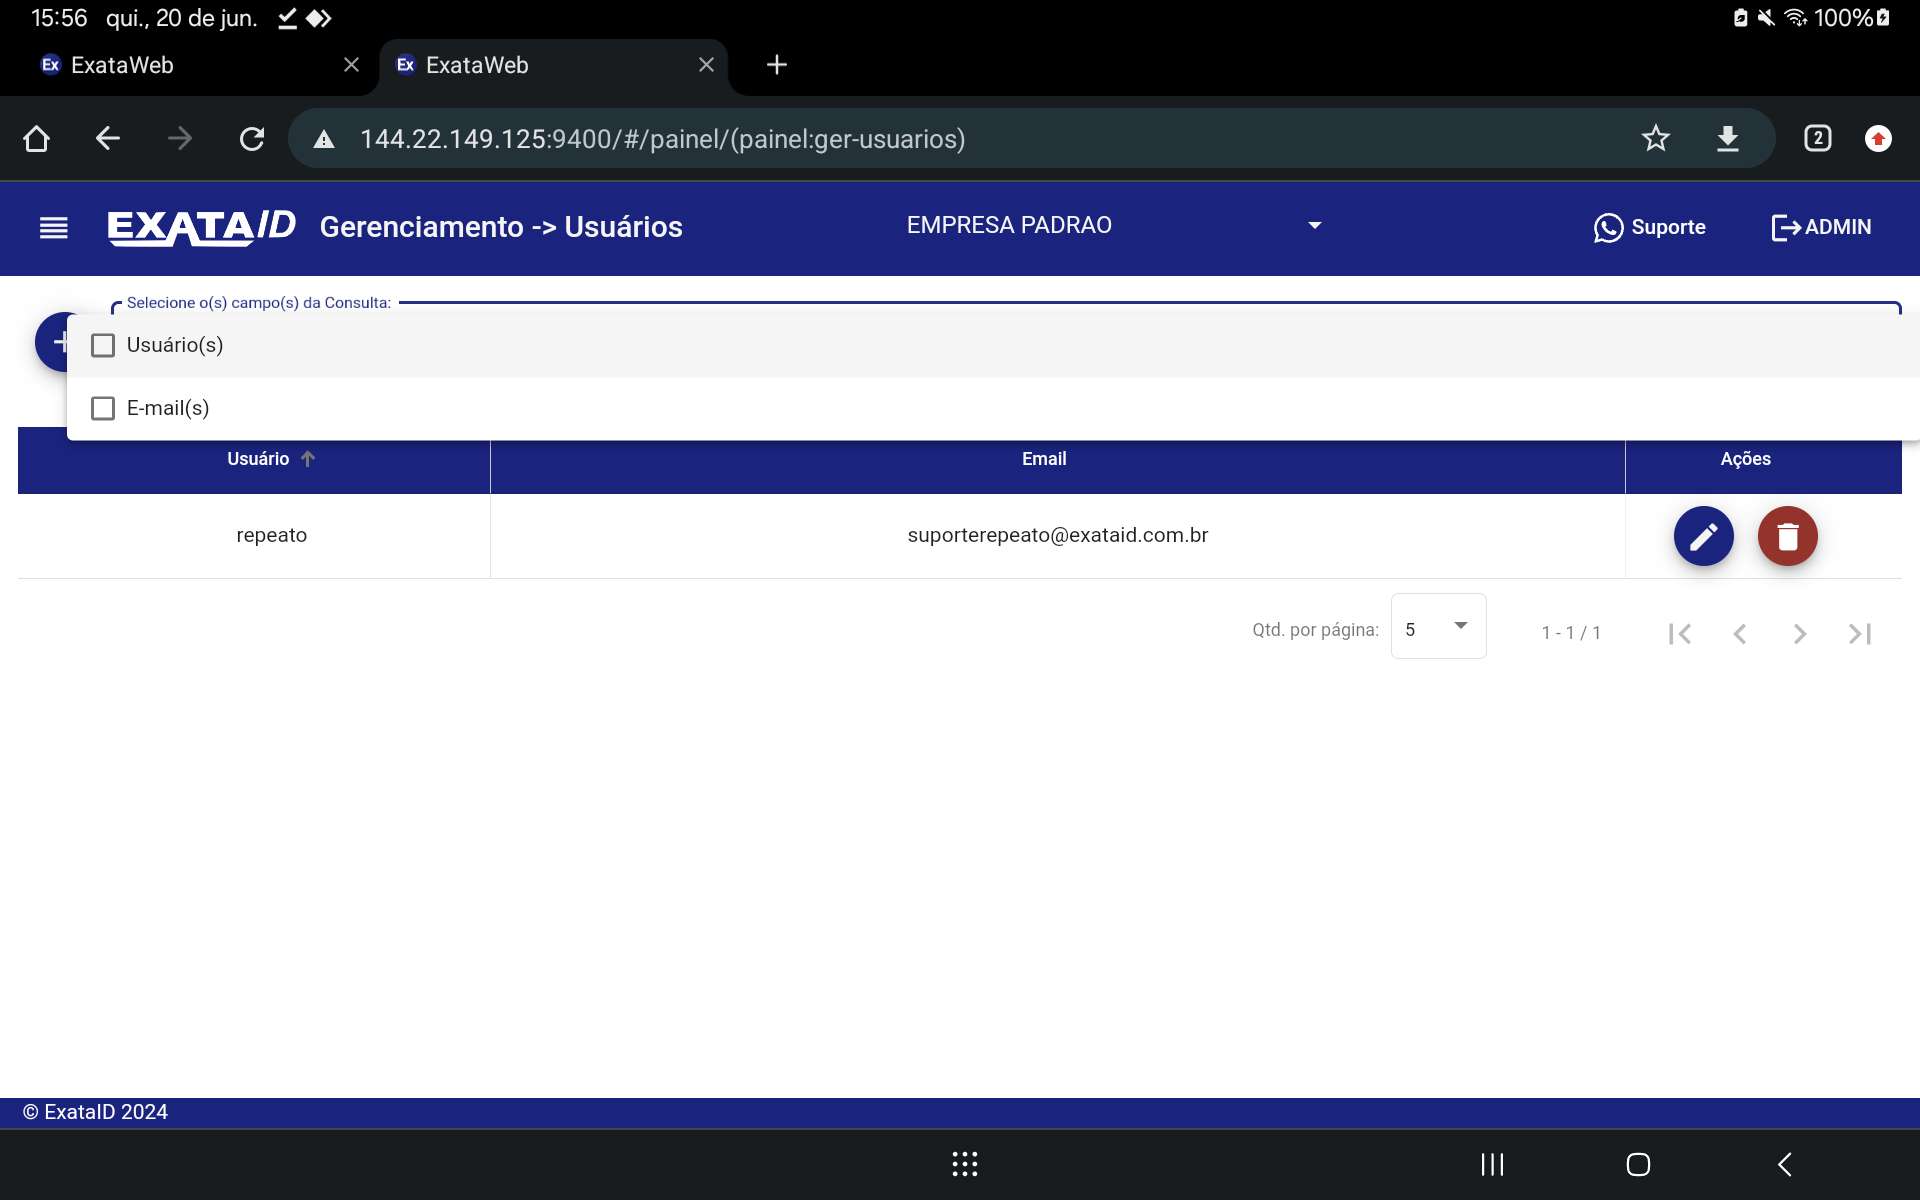 15:56 qui., 20 de jun. 100%
Ex ExataWeb Ex ExataWeb
144.22.149.125:9400/#/painel/(painel:ger-usuarios) 2
EXATAID Gerenciamento -> Usuários EMPRESA PADRAO Suporte ADMIN
Selecione o(s) campo(s) da Consulta:
Usuário(s)
E-mail(s)
Usuário Email Ações
repeato suporterepeato@exataid.com.br
Qtd. por página: 5 1 - 1 / 1
© ExataID 2024